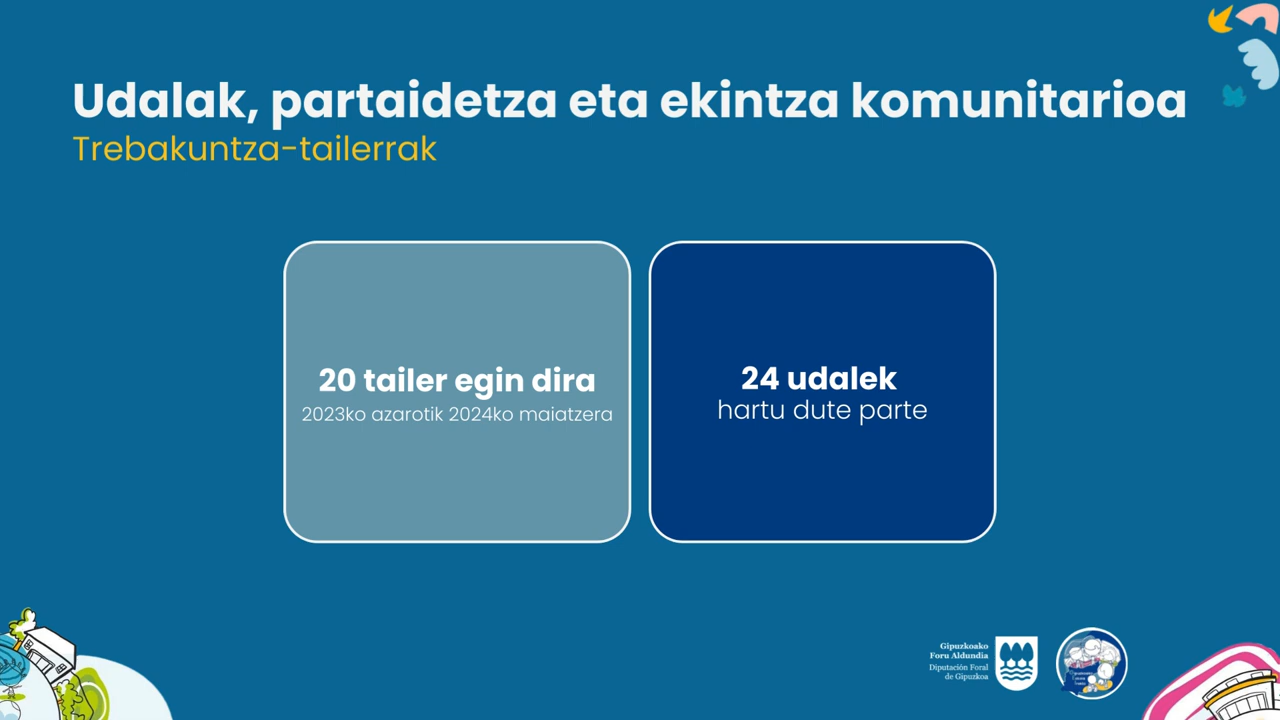 Udalak, partaidetza eta ekintza komunitarioa
Trebakuntza-tailerrak
20 tailer egin dira
2023ko azarotik 2024ko maiatzera
24 udalek
hartu dute parte
Gipuzkoako
Foru Aldundia
Diputación Foral
de Gipuzkoa